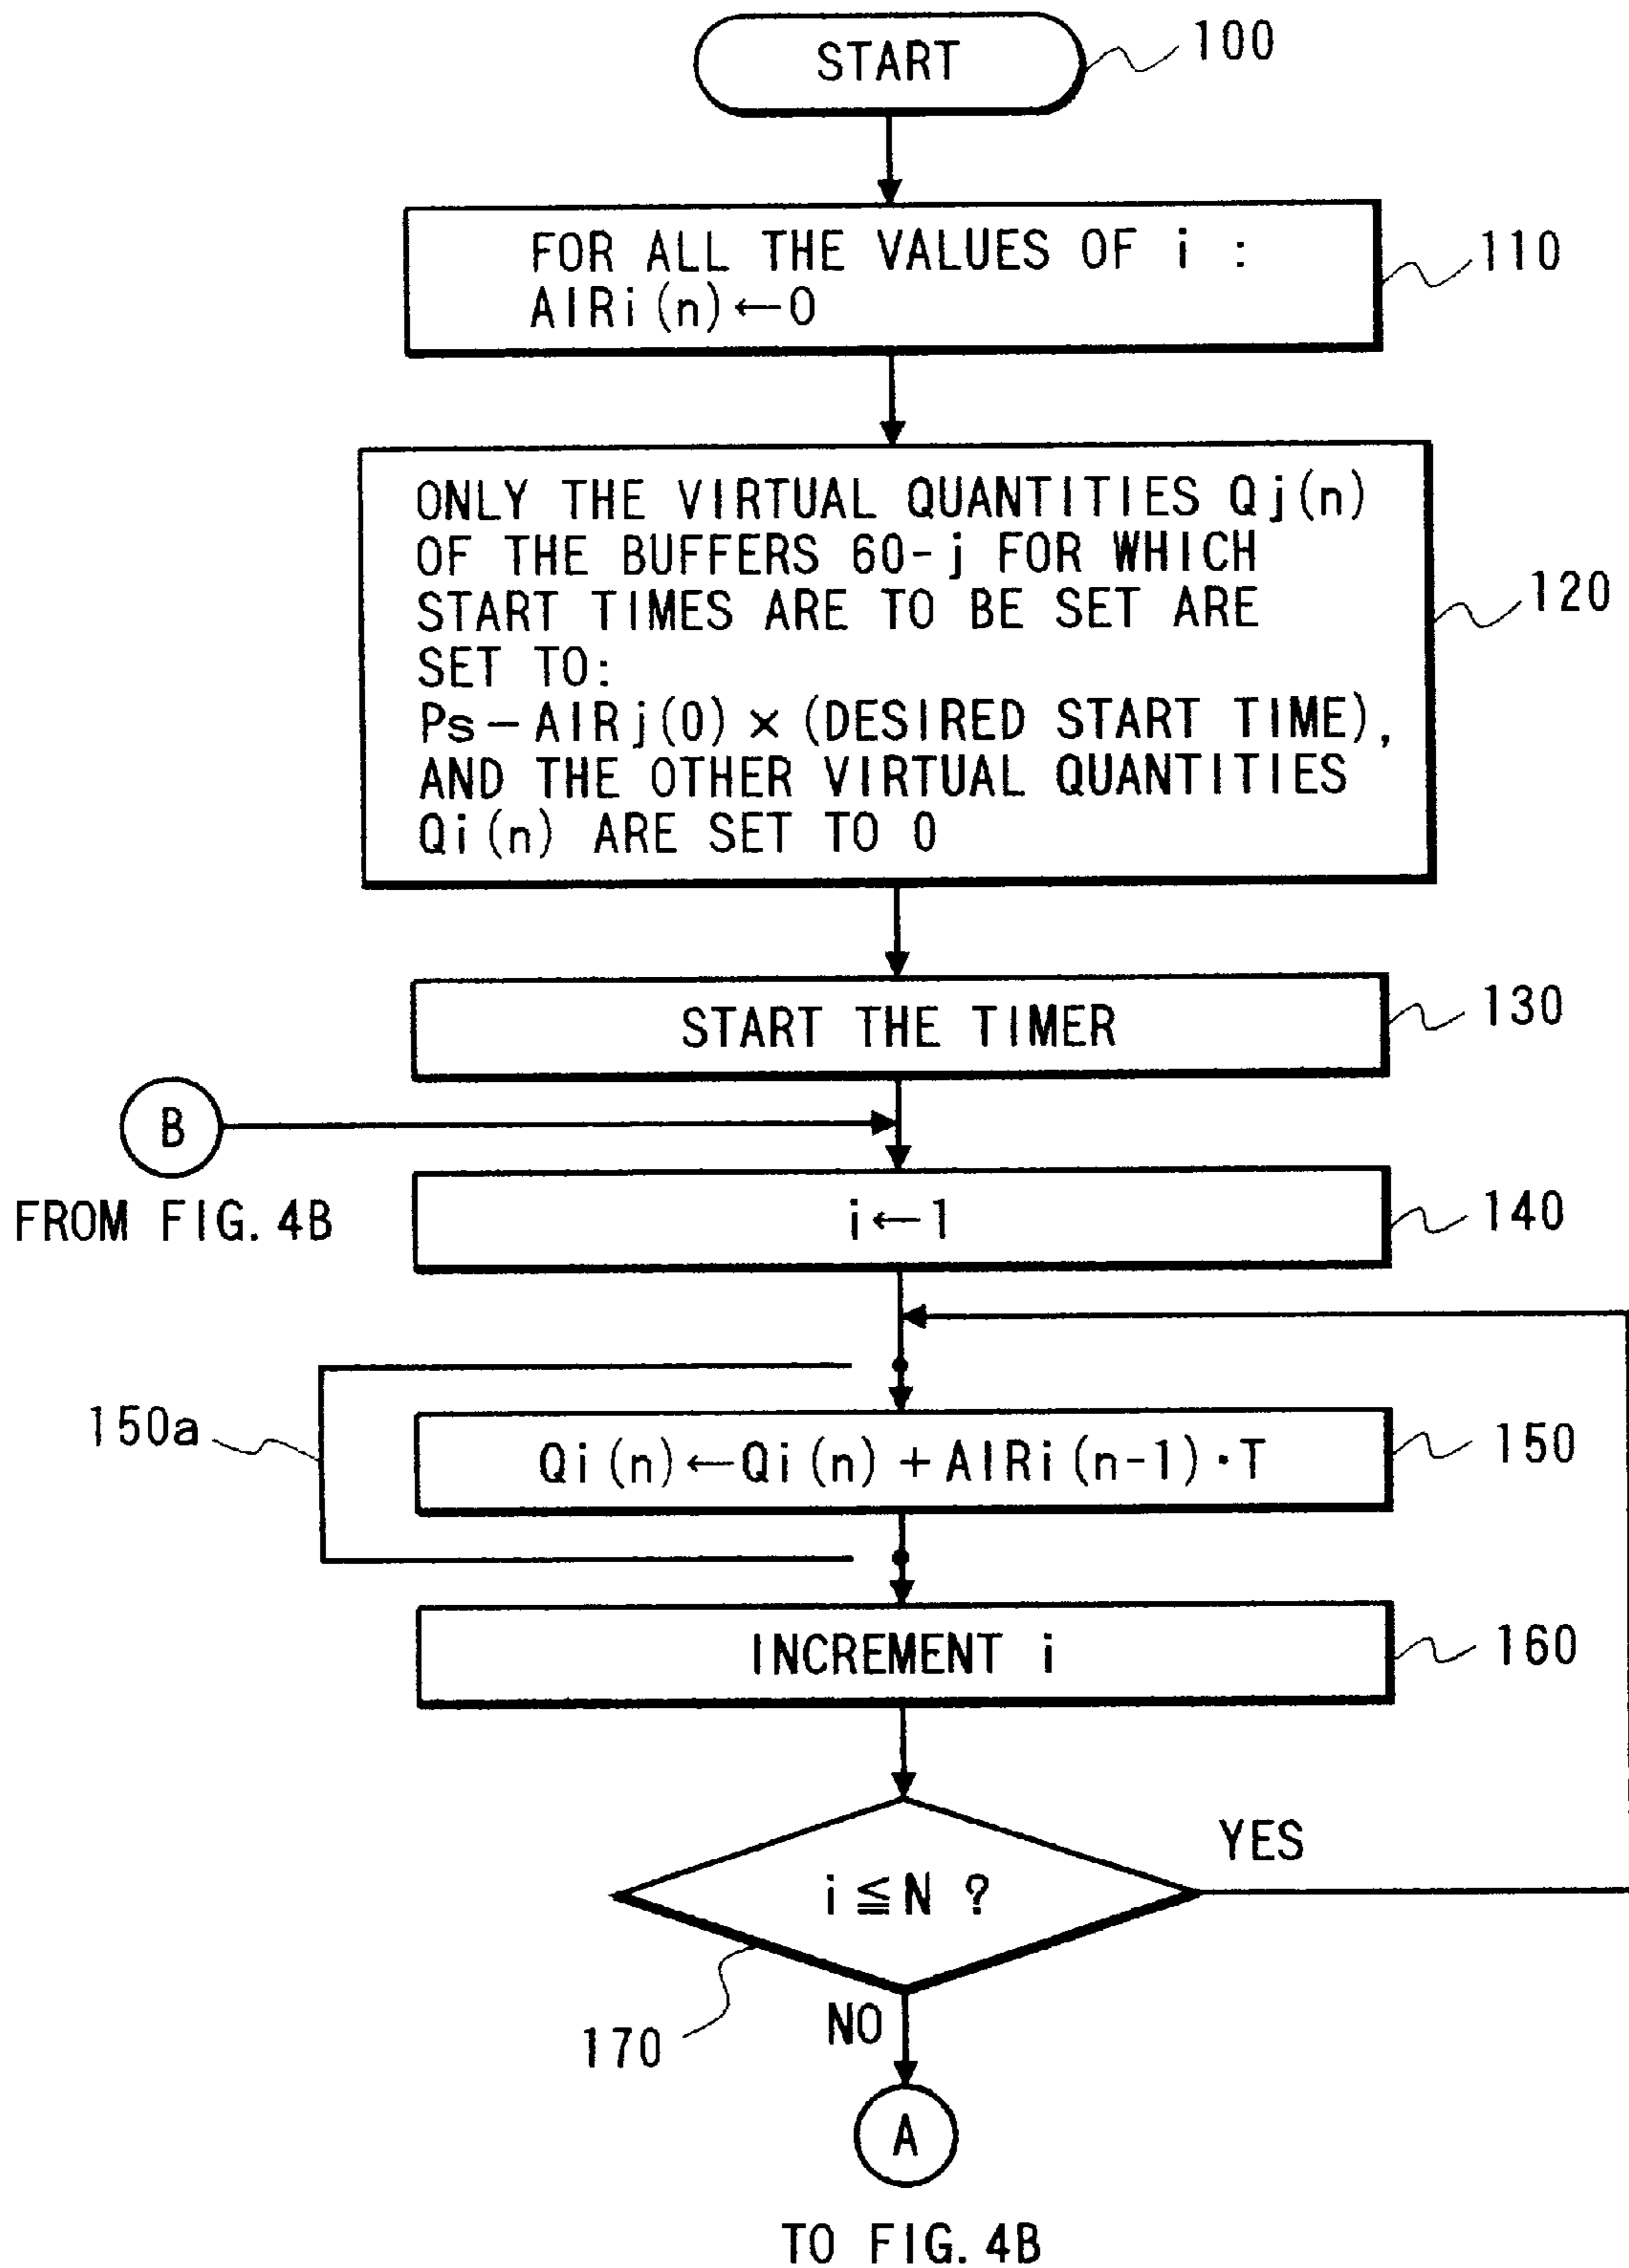 START
100
FOR ALL THE VALUES OF i :
AIRi(n)←0
110
ONLY THE VIRTUAL QUANTITIES Qj(n)
OF THE BUFFERS 60-j FOR WHICH
START TIMES ARE TO BE SET ARE
SET TO:
Ps−AIRj(0) × (DESIRED START TIME),
AND THE OTHER VIRTUAL QUANTITIES
Qi(n) ARE SET TO 0
120
START THE TIMER
130
B
FROM FIG. 4B
i←1
140
150a
Qi(n)←Qi(n) + AIRi(n-1)·T
150
INCREMENT i
160
i≦N ?
YES
170
NO
A
TO FIG. 4B